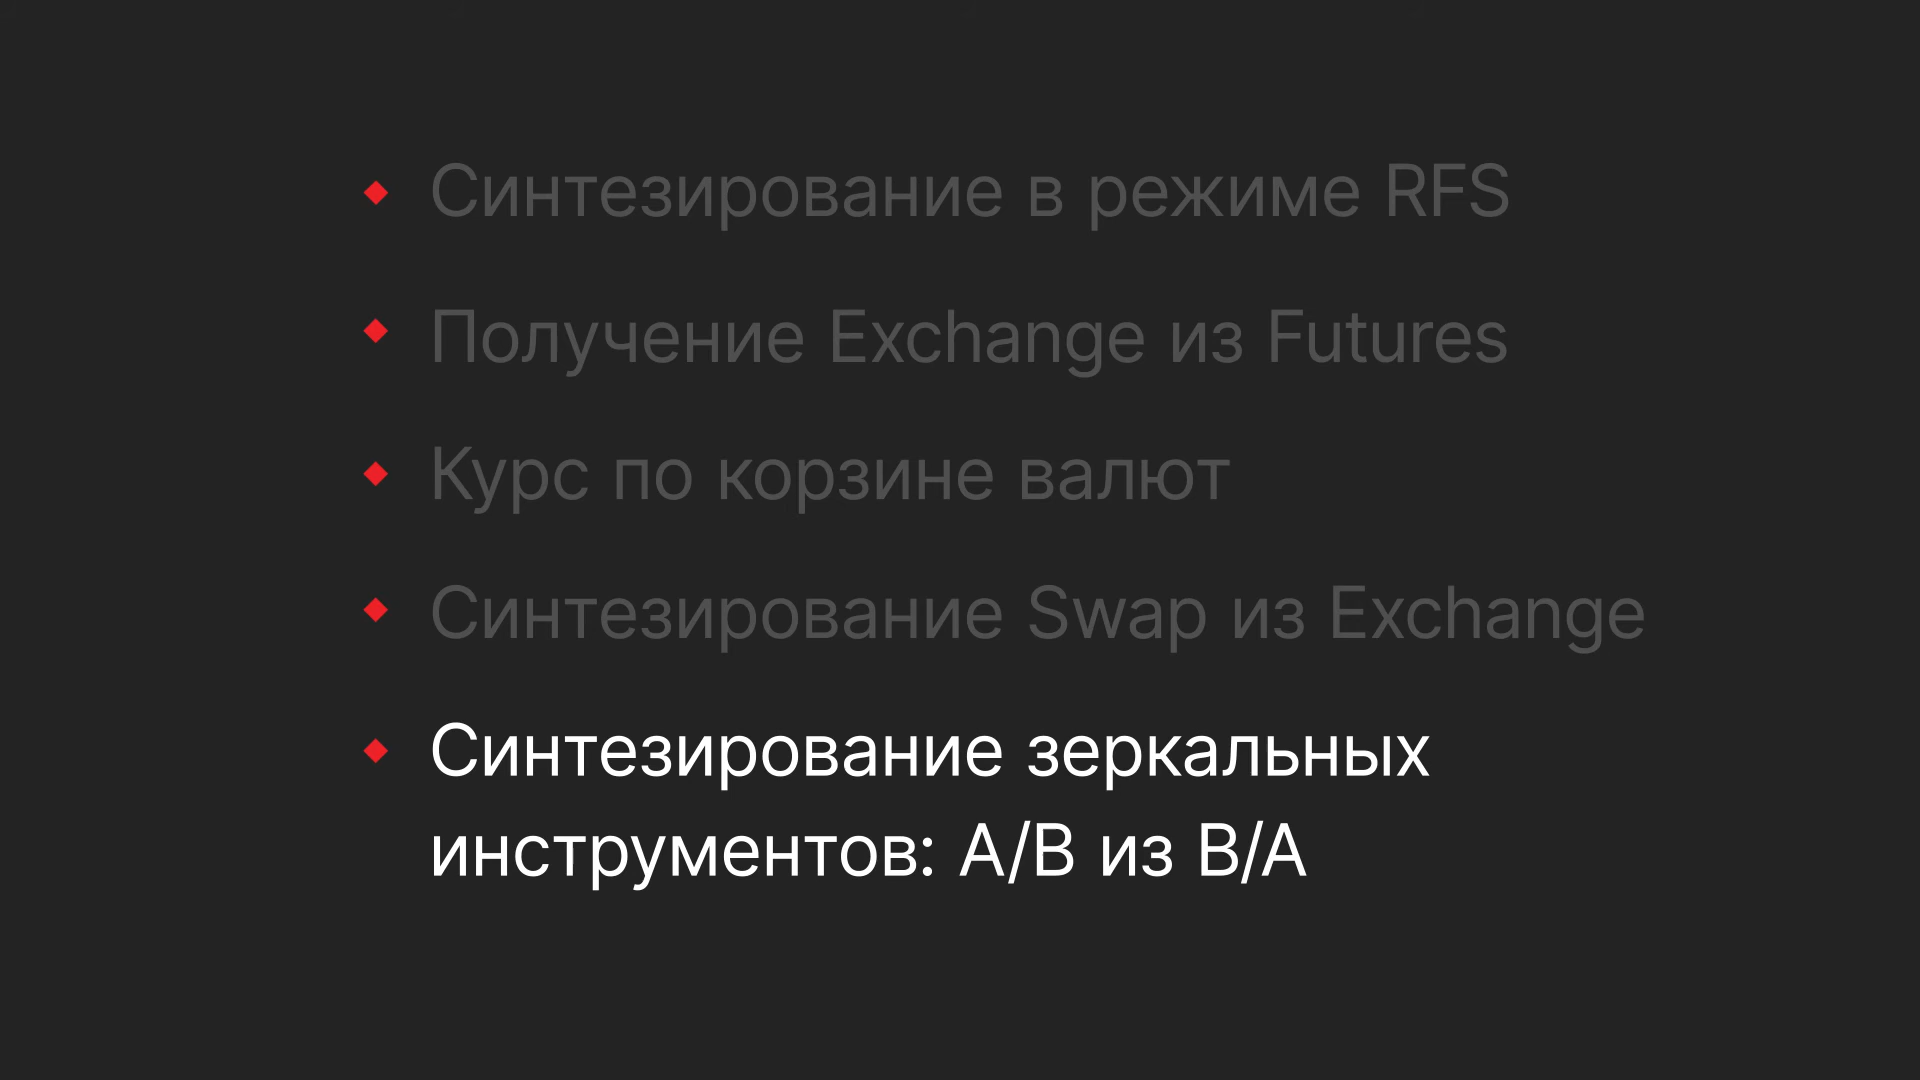 Синтезирование в режиме RFS
Получение Exchange из Futures
Курс по корзине валют
Синтезирование Swap из Exchange
Синтезирование зеркальных
инструментов: A/B из B/A